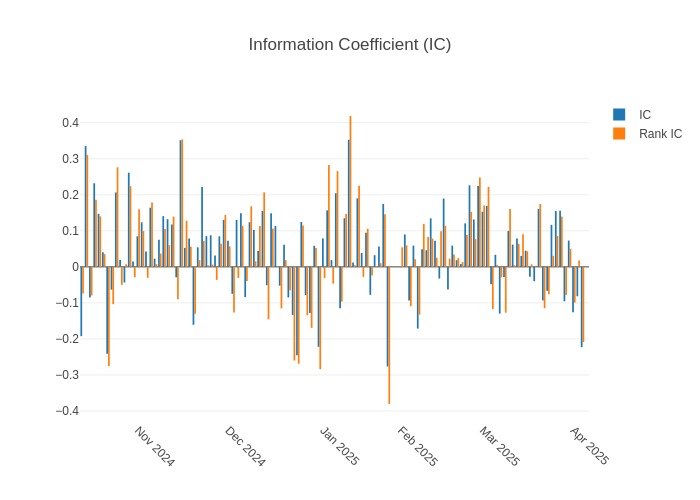 Information Coefficient (IC)
IC
Rank IC
0.4
0.3
0.2
0.1
0
−0.1
−0.2
−0.3
−0.4
Nov 2024
Dec 2024
Jan 2025
Feb 2025
Mar 2025
Apr 2025